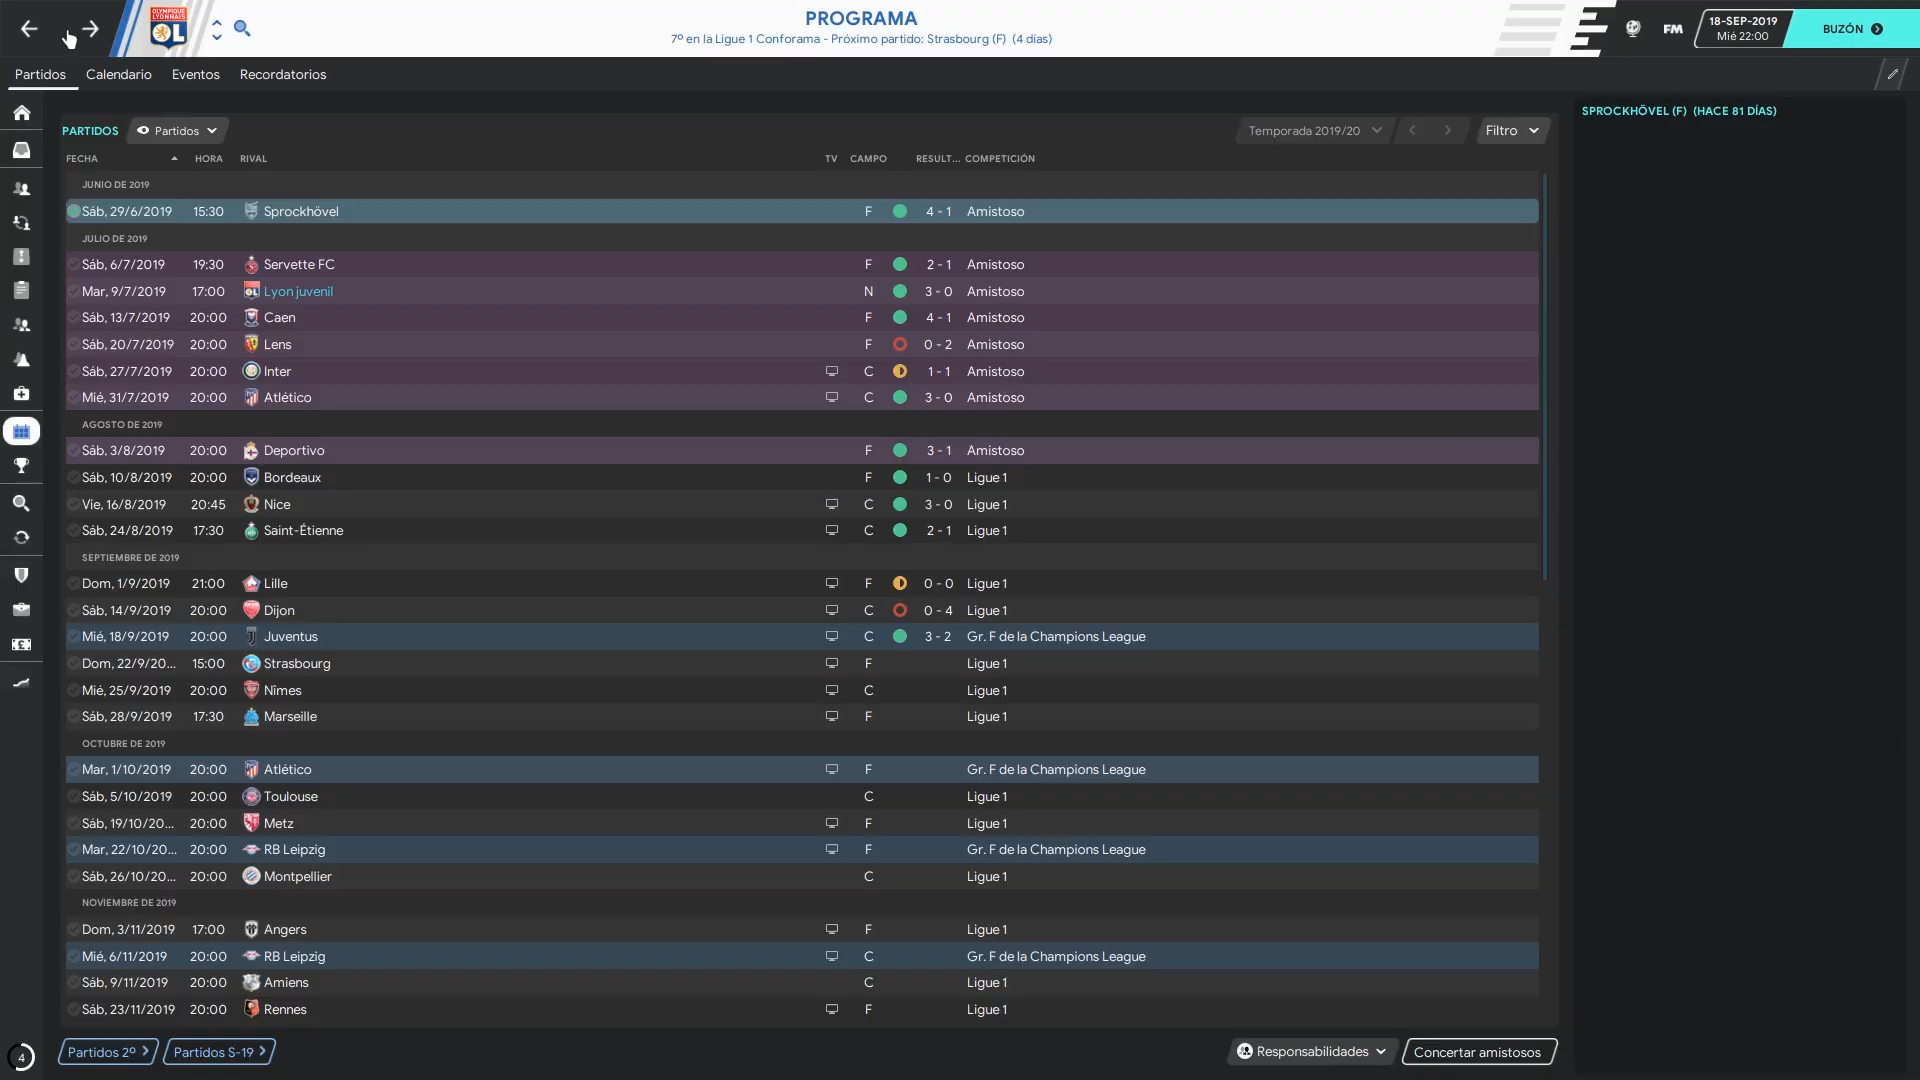 PROGRAMA
7º en la Ligue 1 Conforama - Próximo partido: Strasbourg (F) (4 días)
FM
18-SEP-2019
Mié 22:00
BUZÓN
Partidos Calendario Eventos Recordatorios
PARTIDOS Partidos Temporada 2019/20 Filtro
SPROCKHÖVEL (F) (HACE 81 DÍAS)
FECHA HORA RIVAL TV CAMPO RESULT... COMPETICIÓN
JUNIO DE 2019
Sáb, 29/6/2019 15:30 Sprockhövel F 4 - 1 Amistoso
JULIO DE 2019
Sáb, 6/7/2019 19:30 Servette FC F 2 - 1 Amistoso
Mar, 9/7/2019 17:00 Lyon juvenil N 3 - 0 Amistoso
Sáb, 13/7/2019 20:00 Caen F 4 - 1 Amistoso
Sáb, 20/7/2019 20:00 Lens F 0 - 2 Amistoso
Sáb, 27/7/2019 20:00 Inter C 1 - 1 Amistoso
Mié, 31/7/2019 20:00 Atlético C 3 - 0 Amistoso
AGOSTO DE 2019
Sáb, 3/8/2019 20:00 Deportivo F 3 - 1 Amistoso
Sáb, 10/8/2019 20:00 Bordeaux F 1 - 0 Ligue 1
Vie, 16/8/2019 20:45 Nice C 3 - 0 Ligue 1
Sáb, 24/8/2019 17:30 Saint-Étienne C 2 - 1 Ligue 1
SEPTIEMBRE DE 2019
Dom, 1/9/2019 21:00 Lille F 0 - 0 Ligue 1
Sáb, 14/9/2019 20:00 Dijon C 0 - 4 Ligue 1
Mié, 18/9/2019 20:00 Juventus C 3 - 2 Gr. F de la Champions League
Dom, 22/9/20... 15:00 Strasbourg F Ligue 1
Mié, 25/9/2019 20:00 Nîmes C Ligue 1
Sáb, 28/9/2019 17:30 Marseille F Ligue 1
OCTUBRE DE 2019
Mar, 1/10/2019 20:00 Atlético F Gr. F de la Champions League
Sáb, 5/10/2019 20:00 Toulouse C Ligue 1
Sáb, 19/10/20... 20:00 Metz F Ligue 1
Mar, 22/10/20... 20:00 RB Leipzig F Gr. F de la Champions League
Sáb, 26/10/20... 20:00 Montpellier C Ligue 1
NOVIEMBRE DE 2019
Dom, 3/11/2019 17:00 Angers F Ligue 1
Mié, 6/11/2019 20:00 RB Leipzig C Gr. F de la Champions League
Sáb, 9/11/2019 20:00 Amiens C Ligue 1
Sáb, 23/11/2019 20:00 Rennes F Ligue 1
4 Partidos 2º Partidos S-19 Responsabilidades Concertar amistosos